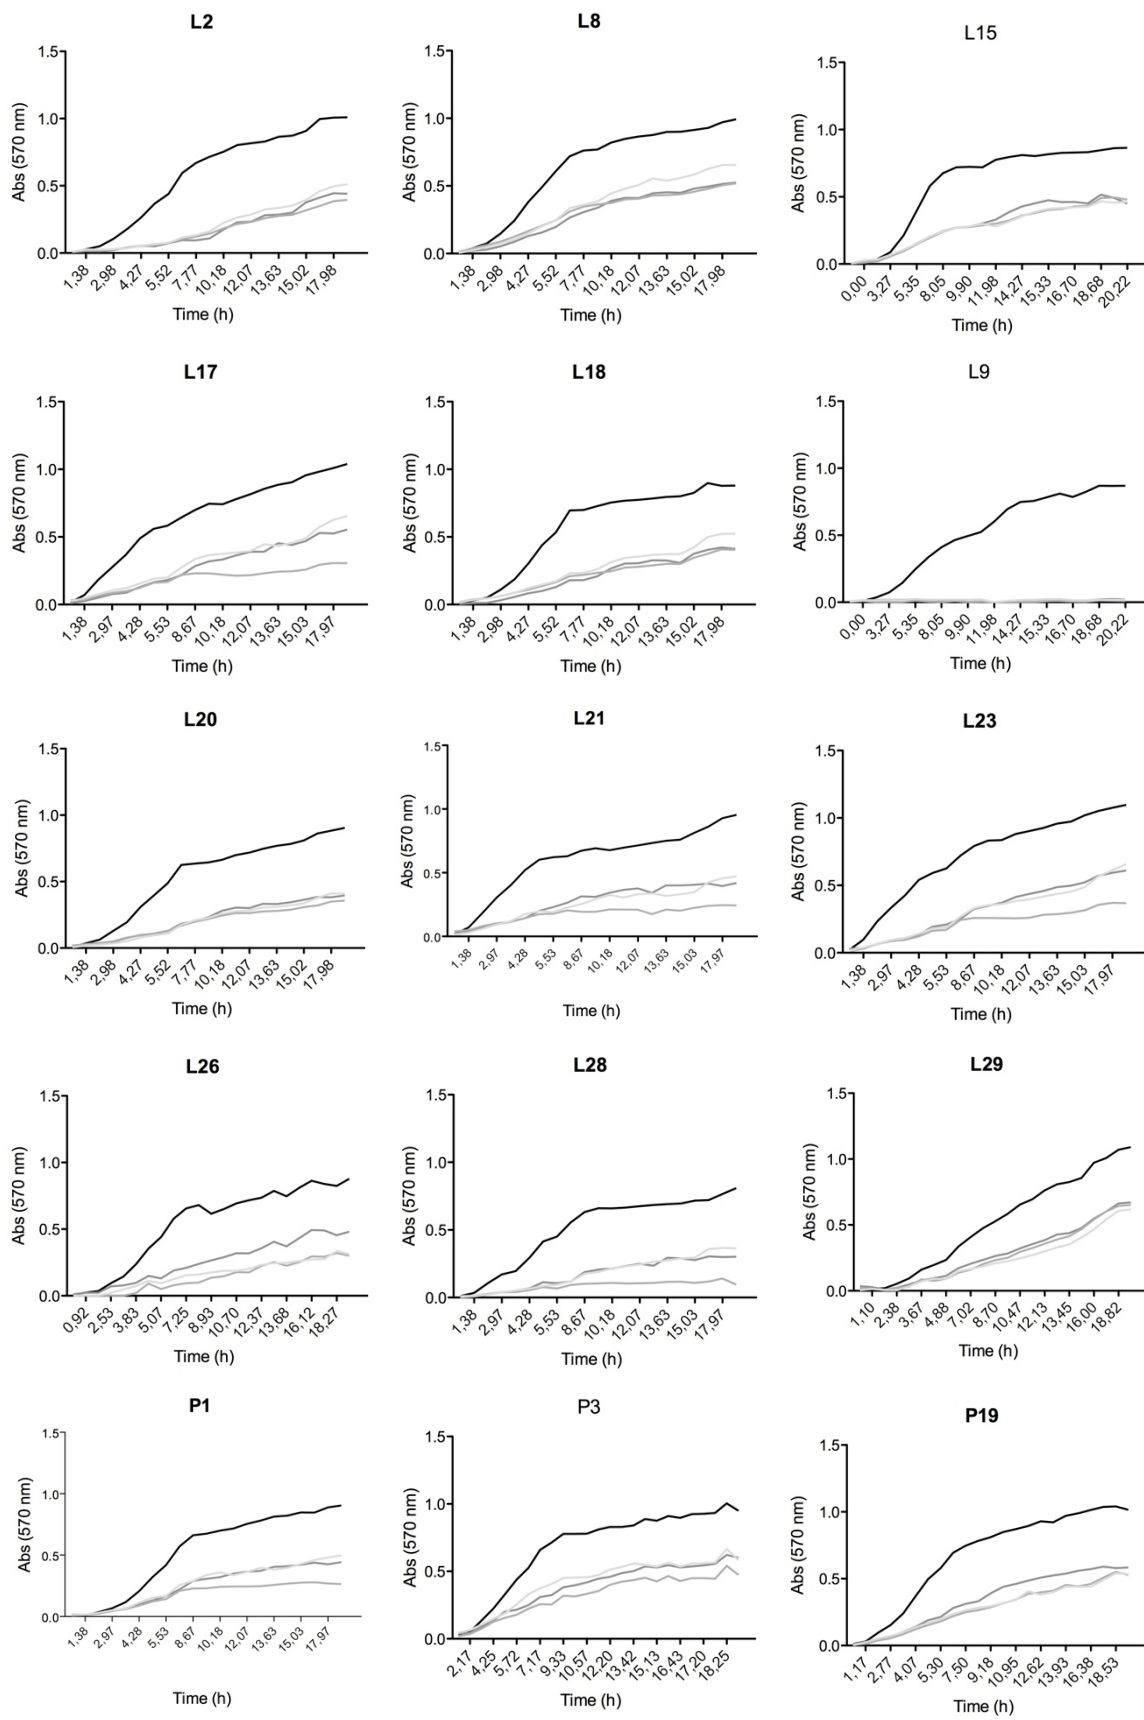 L2
1.5
1.0
0.5
0.0
Abs (570 nm)
1,38 2,98 4,27 5,52 7,77 10,18 12,07 13,63 15,02 17,98
Time (h)
L8
1.5
1.0
0.5
0.0
Abs (570 nm)
1,38 2,98 4,27 5,52 7,77 10,18 12,07 13,63 15,02 17,98
Time (h)
L15
1.5
1.0
0.5
0.0
Abs (570 nm)
0,00 3,27 5,35 8,05 9,90 11,98 14,27 15,33 16,70 18,68 20,22
Time (h)
L17
1.5
1.0
0.5
0.0
Abs (570 nm)
1,38 2,97 4,28 5,53 8,67 10,18 12,07 13,63 15,03 17,97
Time (h)
L18
1.5
1.0
0.5
0.0
Abs (570 nm)
1,38 2,98 4,27 5,52 7,77 10,18 12,07 13,63 15,02 17,98
Time (h)
L9
1.5
1.0
0.5
0.0
Abs (570 nm)
0,00 3,27 5,35 8,05 9,90 11,98 14,27 15,33 16,70 18,68 20,22
Time (h)
L20
1.5
1.0
0.5
0.0
Abs (570 nm)
1,38 2,98 4,27 5,52 7,77 10,18 12,07 13,63 15,02 17,98
Time (h)
L21
1.5
1.0
0.5
0.0
Abs (570 nm)
1,38 2,97 4,28 5,53 8,67 10,18 12,07 13,63 15,03 17,97
Time (h)
L23
1.5
1.0
0.5
0.0
Abs (570 nm)
1,38 2,97 4,28 5,53 8,67 10,18 12,07 13,63 15,03 17,97
Time (h)
L26
1.5
1.0
0.5
0.0
Abs (570 nm)
0,92 2,53 3,83 5,07 7,25 8,93 10,70 12,37 13,68 16,12 18,27
Time (h)
L28
1.5
1.0
0.5
0.0
Abs (570 nm)
1,38 2,97 4,28 5,53 8,67 10,18 12,07 13,63 15,03 17,97
Time (h)
L29
1.5
1.0
0.5
0.0
Abs (570 nm)
1,10 2,38 3,67 4,88 7,02 8,70 10,47 12,13 13,45 16,00 18,82
Time (h)
P1
1.5
1.0
0.5
0.0
Abs (570 nm)
1,38 2,97 4,28 5,53 8,67 10,18 12,07 13,63 15,03 17,97
Time (h)
P3
1.5
1.0
0.5
0.0
Abs (570 nm)
2,17 4,25 5,72 7,17 9,33 10,57 12,20 13,42 15,13 16,43 17,20 18,25
Time (h)
P19
1.5
1.0
0.5
0.0
Abs (570 nm)
1,17 2,77 4,07 5,30 7,50 9,18 10,95 12,62 13,93 16,38 18,53
Time (h)